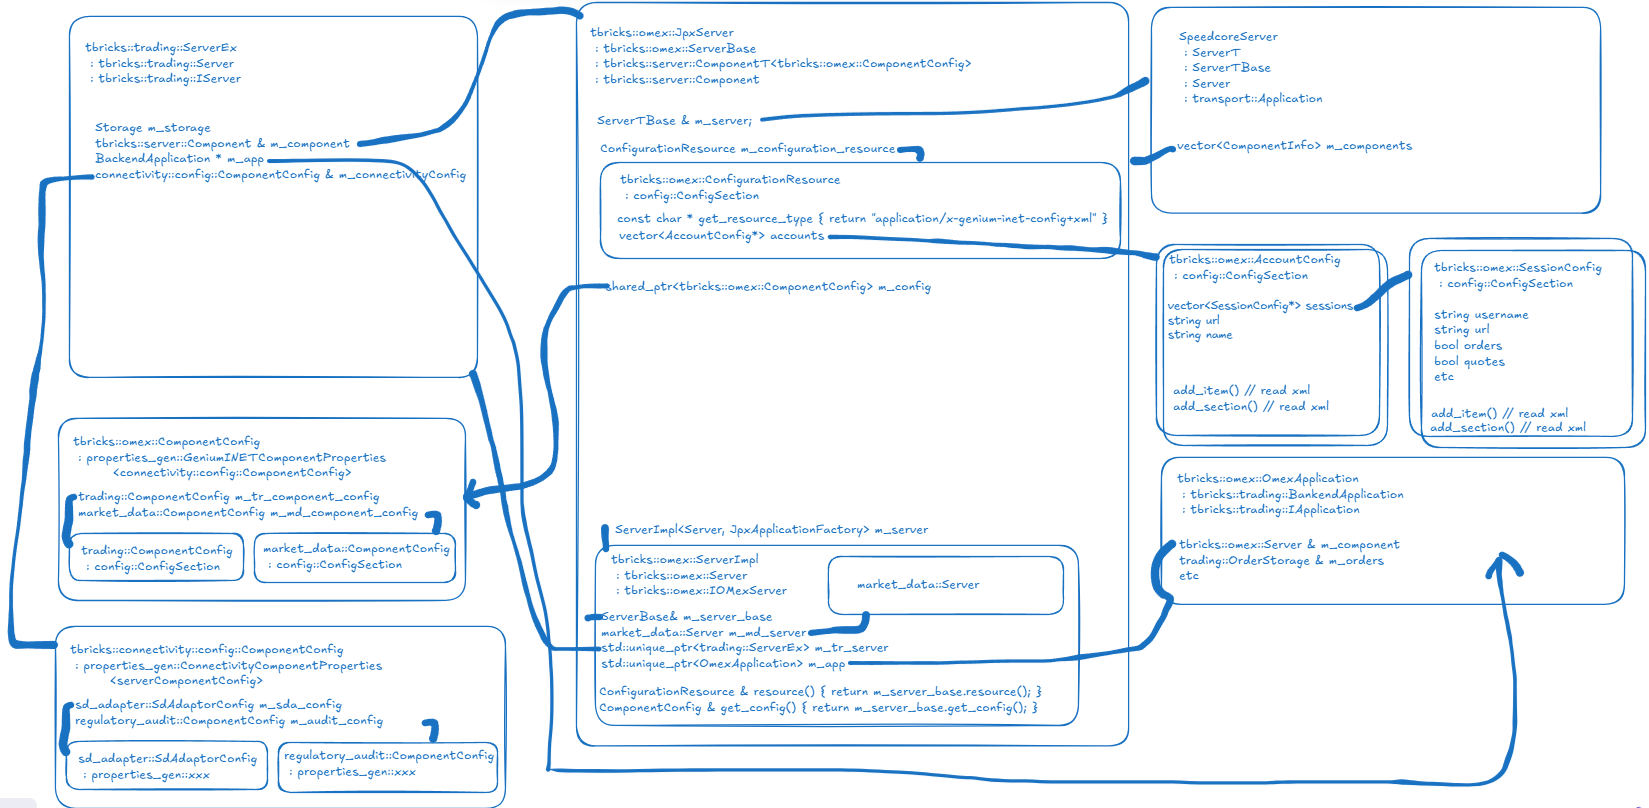 tbricks::trading::ServerEx
: tbricks::trading::Server
: tbricks::trading::IServer
Storage m_storage
tbricks::server::Component & m_component
BackendApplication * m_app
connectivity::config::ComponentConfig & m_connectivityConfig
tbricks::omex::ComponentConfig
: properties_gen::GeniumINETComponentProperties
<connectivity::config::ComponentConfig>
trading::ComponentConfig m_tr_component_config
market_data::ComponentConfig m_md_component_config
trading::ComponentConfig
: config::ConfigSection
market_data::ComponentConfig
: config::ConfigSection
tbricks::connectivity::config::ComponentConfig
: properties_gen::ConnectivityComponentProperties
<serverComponentConfig>
sd_adapter::SdAdaptorConfig m_sda_config
regulatory_audit::ComponentConfig m_audit_config
sd_adapter::SdAdaptorConfig
: properties_gen::xxx
regulatory_audit::ComponentConfig
: properties_gen::xxx
tbricks::omex::JpxServer
: tbricks::omex::ServerBase
: tbricks::server::ComponentT<tbricks::omex::ComponentConfig>
: tbricks::server::Component
ServerTBase & m_server;
ConfigurationResource m_configuration_resource
tbricks::omex::ConfigurationResource
: config::ConfigSection
const char * get_resource_type { return "application/x-genium-inet-config+xml" }
vector<AccountConfig*> accounts
shared_ptr<tbricks::omex::ComponentConfig> m_config
ServerImpl<Server, JpxApplicationFactory> m_server
tbricks::omex::ServerImpl
: tbricks::omex::Server
: tbricks::omex::IOMexServer
market_data::Server
ServerBase& m_server_base
market_data::Server m_md_server
std::unique_ptr<trading::ServerEx> m_tr_server
std::unique_ptr<OmexApplication> m_app
ConfigurationResource & resource() { return m_server_base.resource(); }
ComponentConfig & get_config() { return m_server_base.get_config(); }
SpeedcoreServer
: ServerT
: ServerTBase
: Server
: transport::Application
vector<ComponentInfo> m_components
tbricks::omex::AccountConfig
: config::ConfigSection
vector<SessionConfig*> sessions
string url
string name
add_item() // read xml
add_section() // read xml
tbricks::omex::SessionConfig
: config::ConfigSection
string username
string url
bool orders
bool quotes
etc
add_item() // read xml
add_section() // read xml
tbricks::omex::OmexApplication
: tbricks::trading::BankendApplication
: tbricks::trading::IApplication
tbricks::omex::Server & m_component
trading::OrderStorage & m_orders
etc